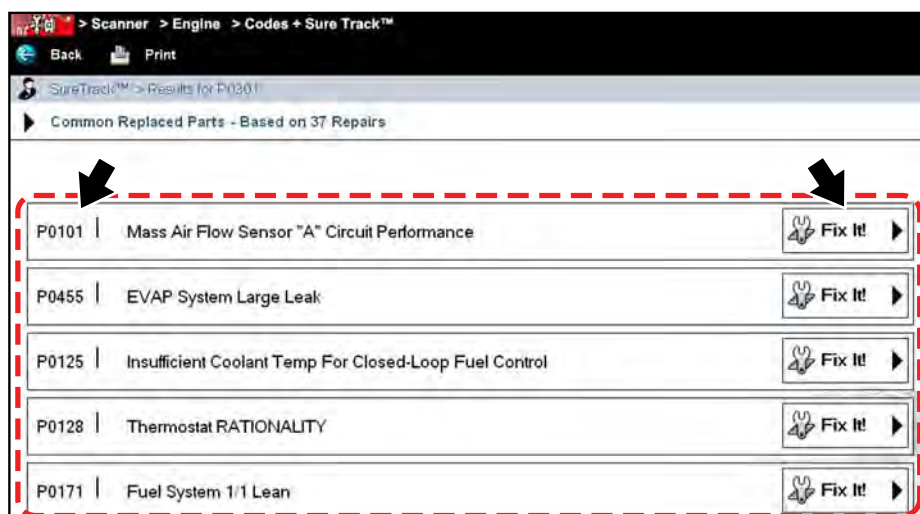 > Scanner > Engine > Codes + Sure Track™
Back Print
SureTrack™ > Results for P0301
Common Replaced Parts - Based on 37 Repairs
P0101 Mass Air Flow Sensor "A" Circuit Performance Fix It!
P0455 EVAP System Large Leak Fix It!
P0125 Insufficient Coolant Temp For Closed-Loop Fuel Control Fix It!
P0128 Thermostat RATIONALITY Fix It!
P0171 Fuel System 1/1 Lean Fix It!